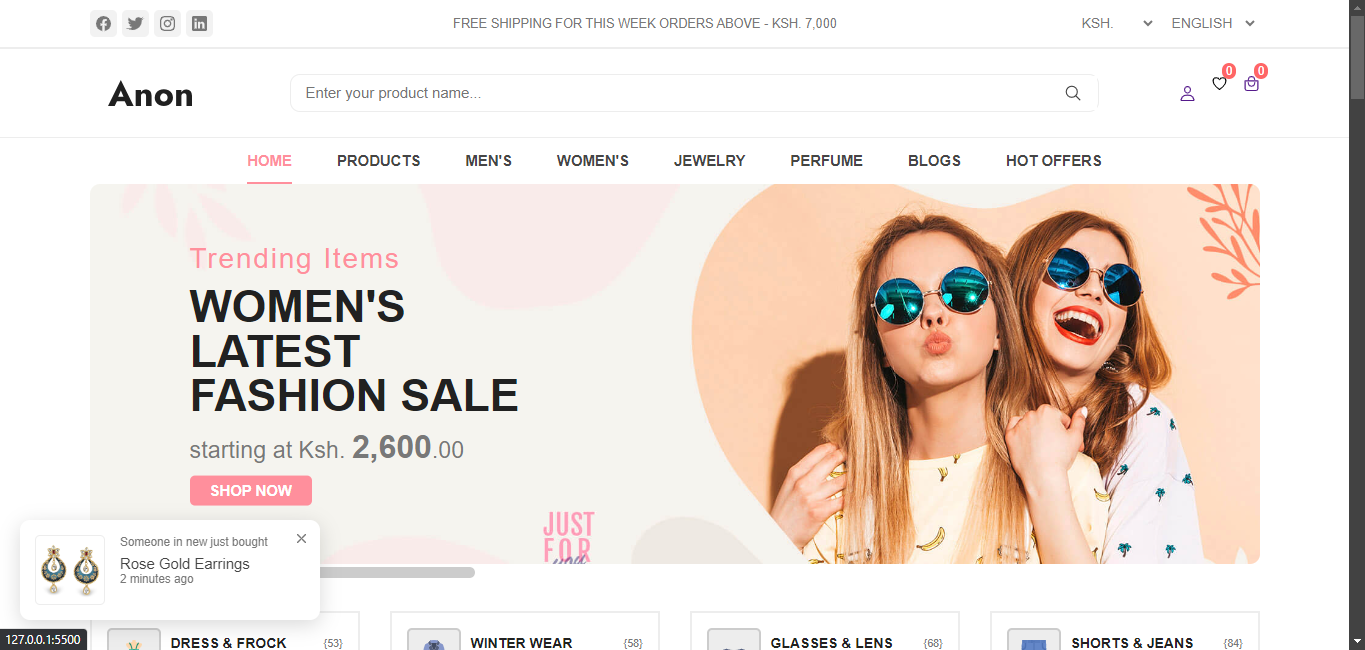 FREE SHIPPING FOR THIS WEEK ORDERS ABOVE - KSH. 7,000
KSH.
ENGLISH
Anon
Enter your product name...
0
0
HOME
PRODUCTS
MEN'S
WOMEN'S
JEWELRY
PERFUME
BLOGS
HOT OFFERS
Trending Items
WOMEN'S
LATEST
FASHION SALE
starting at Ksh. 2,600.00
SHOP NOW
JUST
FOR
you
Someone in new just bought
Rose Gold Earrings
2 minutes ago
127.0.0.1:5500
DRESS & FROCK
(53)
WINTER WEAR
(58)
GLASSES & LENS
(68)
SHORTS & JEANS
(84)